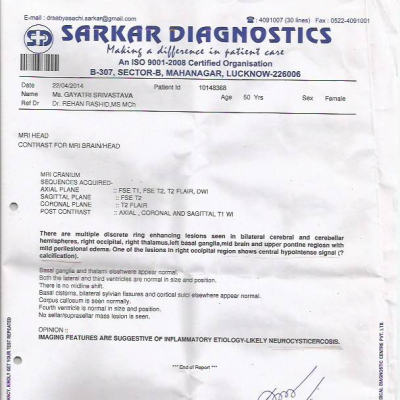 E-mail : drsabyasachi.sarkar@gmail.com
☎ : 4091007 (30 lines) Fax : 0522-4091001
SARKAR DIAGNOSTICS
Making a difference in patient care
An ISO 9001-2008 Certified Organisation
B-307, SECTOR-B, MAHANAGAR, LUCKNOW-226006
Date 22/04/2014 Patient Id 10148368
Name Ms. GAYATRI SRIVASTAVA Age 50 Yrs Sex Female
Ref Dr Dr. REHAN RASHID, MS MCh
MRI HEAD
CONTRAST FOR MRI BRAIN/HEAD
MRI CRANIUM
SEQUENCES ACQUIRED-
AXIAL PLANE :: FSE T1, FSE T2, T2 FLAIR, DWI
SAGITTAL PLANE :: FSE T2
CORONAL PLANE :: T2 FLAIR
POST CONTRAST :: AXIAL , CORONAL AND SAGITTAL T1 WI
There are multiple discrete ring enhancing lesions seen in bilateral cerebral and cerebellar
hemispheres, right occipital, right thalamus,left basal ganglia,mid brain and upper pontine regiosn with
mild perilesional edema. One of the lesions in right occipital region shows central hypointense signal (?
calcification).
Basal ganglia and thalami elsewhere appear normal.
Both the lateral and third ventricles are normal in size and position.
There is no midline shift.
Basal cisterns, bilateral sylvian fissures and cortical sulci elsewhere appear normal.
Corpus callosum is seen normally.
Fourth ventricle is normal in size and position.
No sellar/suprasellar mass lesion is seen.
OPINION ::
IMAGING FEATURES ARE SUGGESTIVE OF INFLAMMATORY ETIOLOGY-LIKELY NEUROCYSTICERCOSIS.
*** End of Report ***
MEDICAL DIAGNOSTIC CENTRE PVT. LTD.
GET YOUR TEST REPEATED